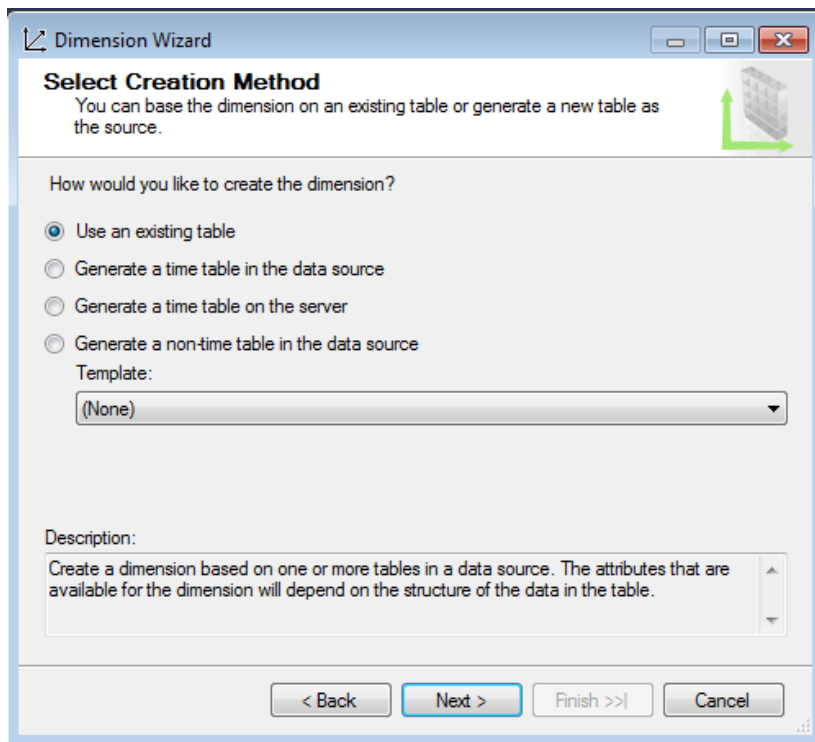 Dimension Wizard
Select Creation Method
You can base the dimension on an existing table or generate a new table as
the source.
How would you like to create the dimension?
Use an existing table
Generate a time table in the data source
Generate a time table on the server
Generate a non-time table in the data source
Template:
(None)
Description:
Create a dimension based on one or more tables in a data source. The attributes that are
available for the dimension will depend on the structure of the data in the table.
< Back Next > Finish >>| Cancel